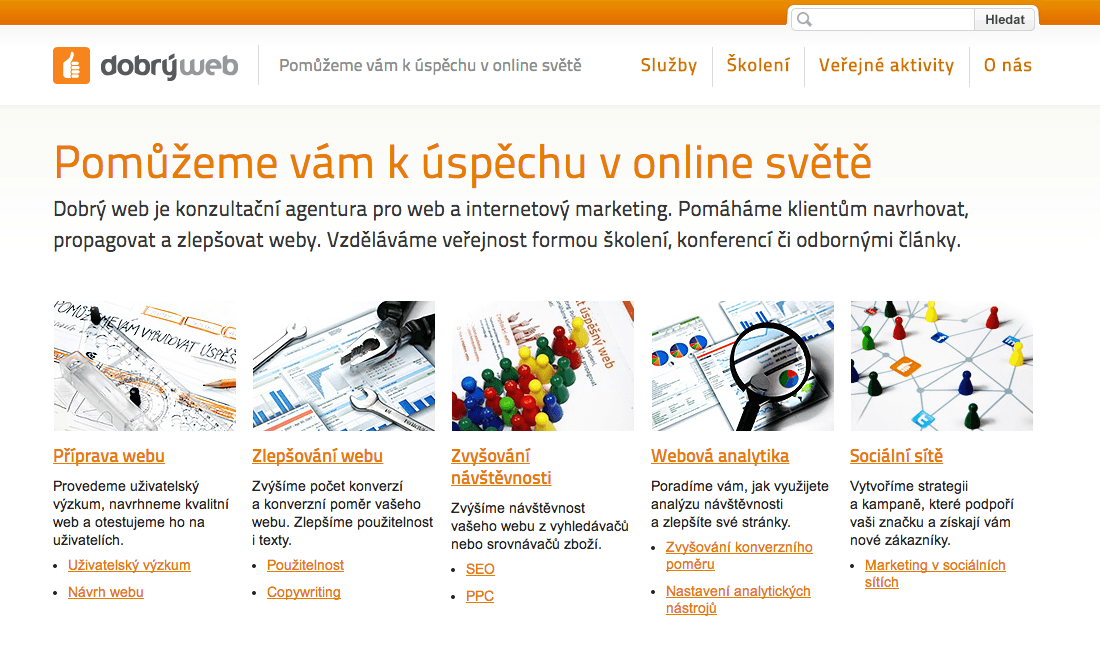 Hledat
dobrýweb
Pomůžeme vám k úspěchu v online světě
Služby
Školení
Veřejné aktivity
O nás
Pomůžeme vám k úspěchu v online světě
Dobrý web je konzultační agentura pro web a internetový marketing. Pomáháme klientům navrhovat,
propagovat a zlepšovat weby. Vzděláváme veřejnost formou školení, konferencí či odbornými články.
POMŮŽEME VÁM VYBUDOVAT
úspěšný web
Příprava webu
Provedeme uživatelský
výzkum, navrhneme kvalitní
web a otestujeme ho na
uživatelích.
Uživatelský výzkum
Návrh webu
Zlepšování webu
Zvýšíme počet konverzí
a konverzní poměr vašeho
webu. Zlepšíme použitelnost
i texty.
Použitelnost
Copywriting
Zvyšování
návštěvnosti
Zvýšíme návštěvnost
vašeho webu z vyhledávačů
nebo srovnávačů zboží.
SEO
PPC
Webová analytika
Poradíme vám, jak využijete
analýzu návštěvnosti
a zlepšíte své stránky.
Zvyšování konverzního
poměru
Nastavení analytických
nástrojů
Sociální sítě
Vytvoříme strategii
a kampaně, které podpoří
vaši značku a získají vám
nové zákazníky.
Marketing v sociálních
sítích